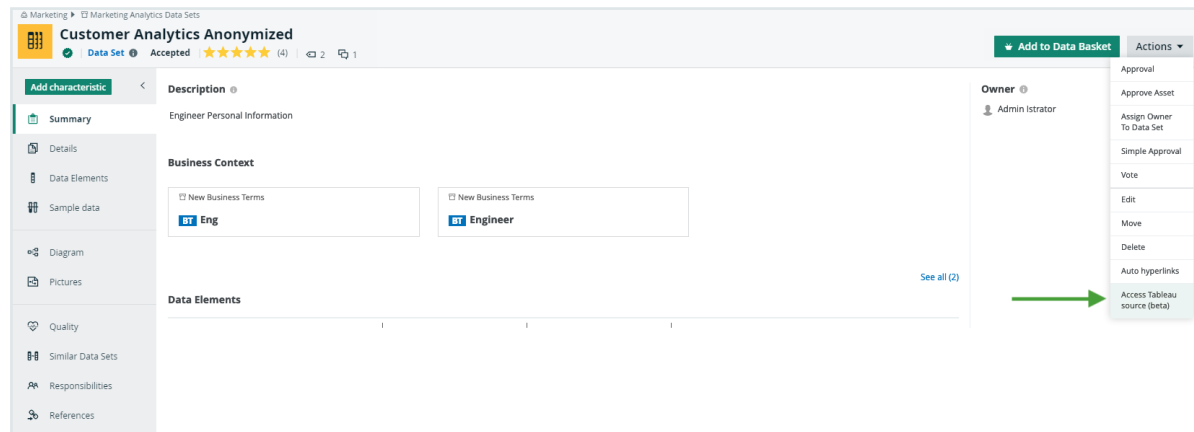 Marketing Marketing Analytics Data Sets
Customer Analytics Anonymized
Data Set Accepted (4) 2 1
Add to Data Basket
Actions
Add characteristic
Summary
Details
Data Elements
Sample data
Diagram
Pictures
Quality
Similar Data Sets
Responsibilities
References
Description
Engineer Personal Information
Business Context
New Business Terms
BT Eng
New Business Terms
BT Engineer
See all (2)
Data Elements
Owner
Admin Istrator
Approval
Approve Asset
Assign Owner
To Data Set
Simple Approval
Vote
Edit
Move
Delete
Auto hyperlinks
Access Tableau
source (beta)